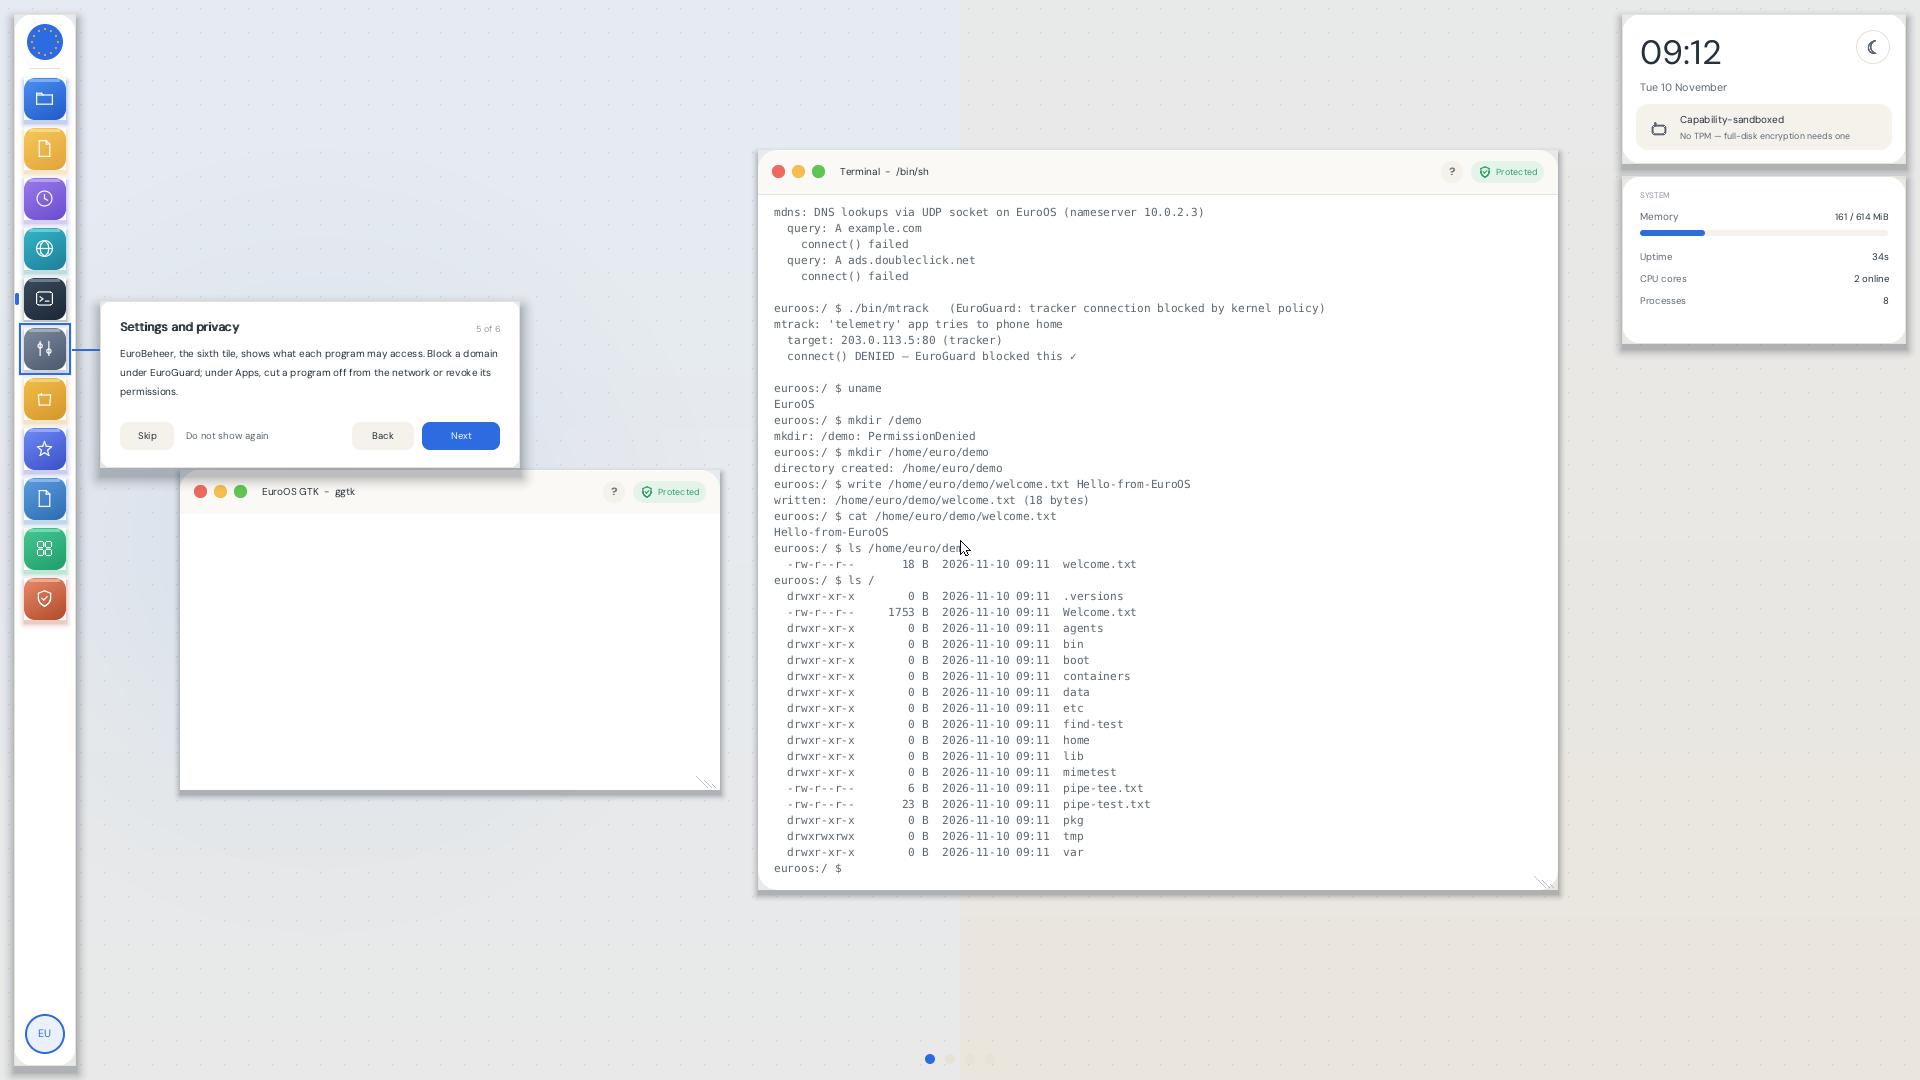 09:12
Tue 10 November
Capability-sandboxed
No TPM — full-disk encryption needs one
SYSTEM
Memory 161 / 614 MiB
Uptime 34s
CPU cores 2 online
Processes 8
Settings and privacy 5 of 6
EuroBeheer, the sixth tile, shows what each program may access. Block a domain
under EuroGuard; under Apps, cut a program off from the network or revoke its
permissions.
Skip Do not show again Back Next
EuroOS GTK - ggtk ? Protected
Terminal - /bin/sh ? Protected
mdns: DNS lookups via UDP socket on EuroOS (nameserver 10.0.2.3)
query: A example.com
connect() failed
query: A ads.doubleclick.net
connect() failed
euroos:/ $ ./bin/mtrack (EuroGuard: tracker connection blocked by kernel policy)
mtrack: 'telemetry' app tries to phone home
target: 203.0.113.5:80 (tracker)
connect() DENIED — EuroGuard blocked this ✓
euroos:/ $ uname
EuroOS
euroos:/ $ mkdir /demo
mkdir: /demo: PermissionDenied
euroos:/ $ mkdir /home/euro/demo
directory created: /home/euro/demo
euroos:/ $ write /home/euro/demo/welcome.txt Hello-from-EuroOS
written: /home/euro/demo/welcome.txt (18 bytes)
euroos:/ $ cat /home/euro/demo/welcome.txt
Hello-from-EuroOS
euroos:/ $ ls /home/euro/demo
-rw-r--r-- 18 B 2026-11-10 09:11 welcome.txt
euroos:/ $ ls /
drwxr-xr-x 0 B 2026-11-10 09:11 .versions
-rw-r--r-- 1753 B 2026-11-10 09:11 Welcome.txt
drwxr-xr-x 0 B 2026-11-10 09:11 agents
drwxr-xr-x 0 B 2026-11-10 09:11 bin
drwxr-xr-x 0 B 2026-11-10 09:11 boot
drwxr-xr-x 0 B 2026-11-10 09:11 containers
drwxr-xr-x 0 B 2026-11-10 09:11 data
drwxr-xr-x 0 B 2026-11-10 09:11 etc
drwxr-xr-x 0 B 2026-11-10 09:11 find-test
drwxr-xr-x 0 B 2026-11-10 09:11 home
drwxr-xr-x 0 B 2026-11-10 09:11 lib
drwxr-xr-x 0 B 2026-11-10 09:11 mimetest
-rw-r--r-- 6 B 2026-11-10 09:11 pipe-tee.txt
-rw-r--r-- 23 B 2026-11-10 09:11 pipe-test.txt
drwxr-xr-x 0 B 2026-11-10 09:11 pkg
drwxrwxrwx 0 B 2026-11-10 09:11 tmp
drwxr-xr-x 0 B 2026-11-10 09:11 var
euroos:/ $
EU